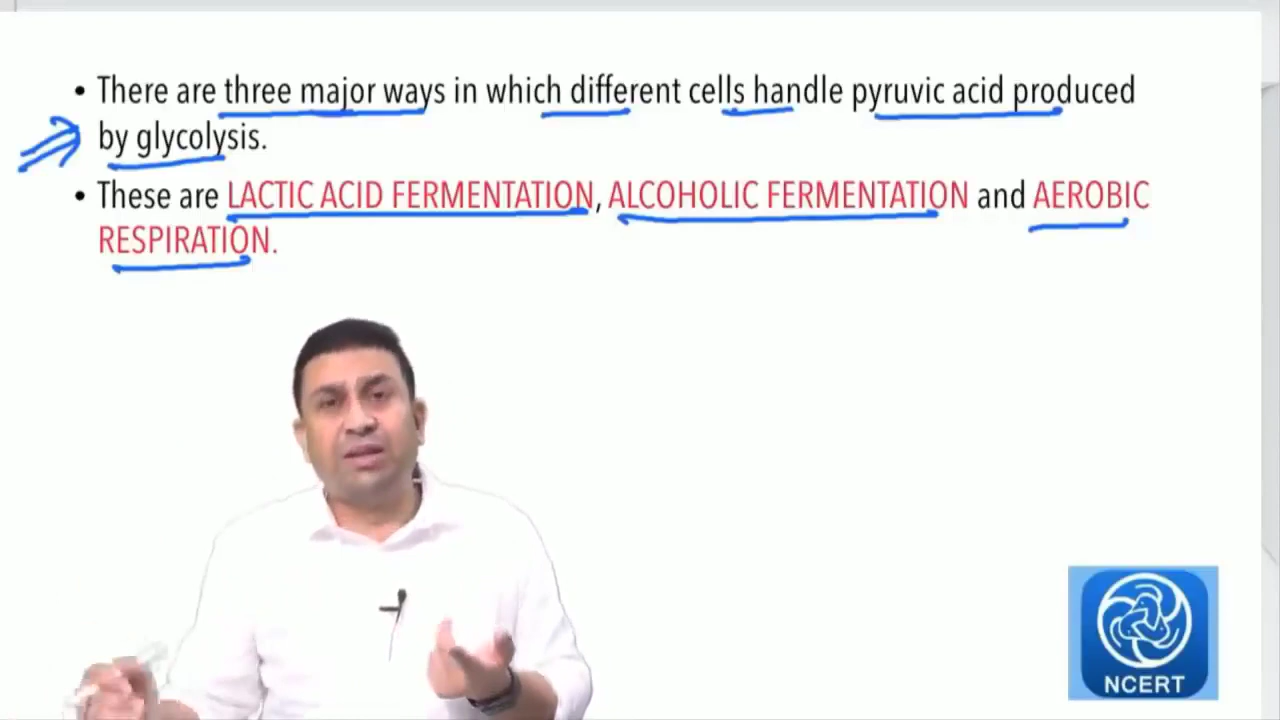 • There are three major ways in which different cells handle pyruvic acid produced
by glycolysis.
• These are LACTIC ACID FERMENTATION, ALCOHOLIC FERMENTATION and AEROBIC
RESPIRATION.
NCERT